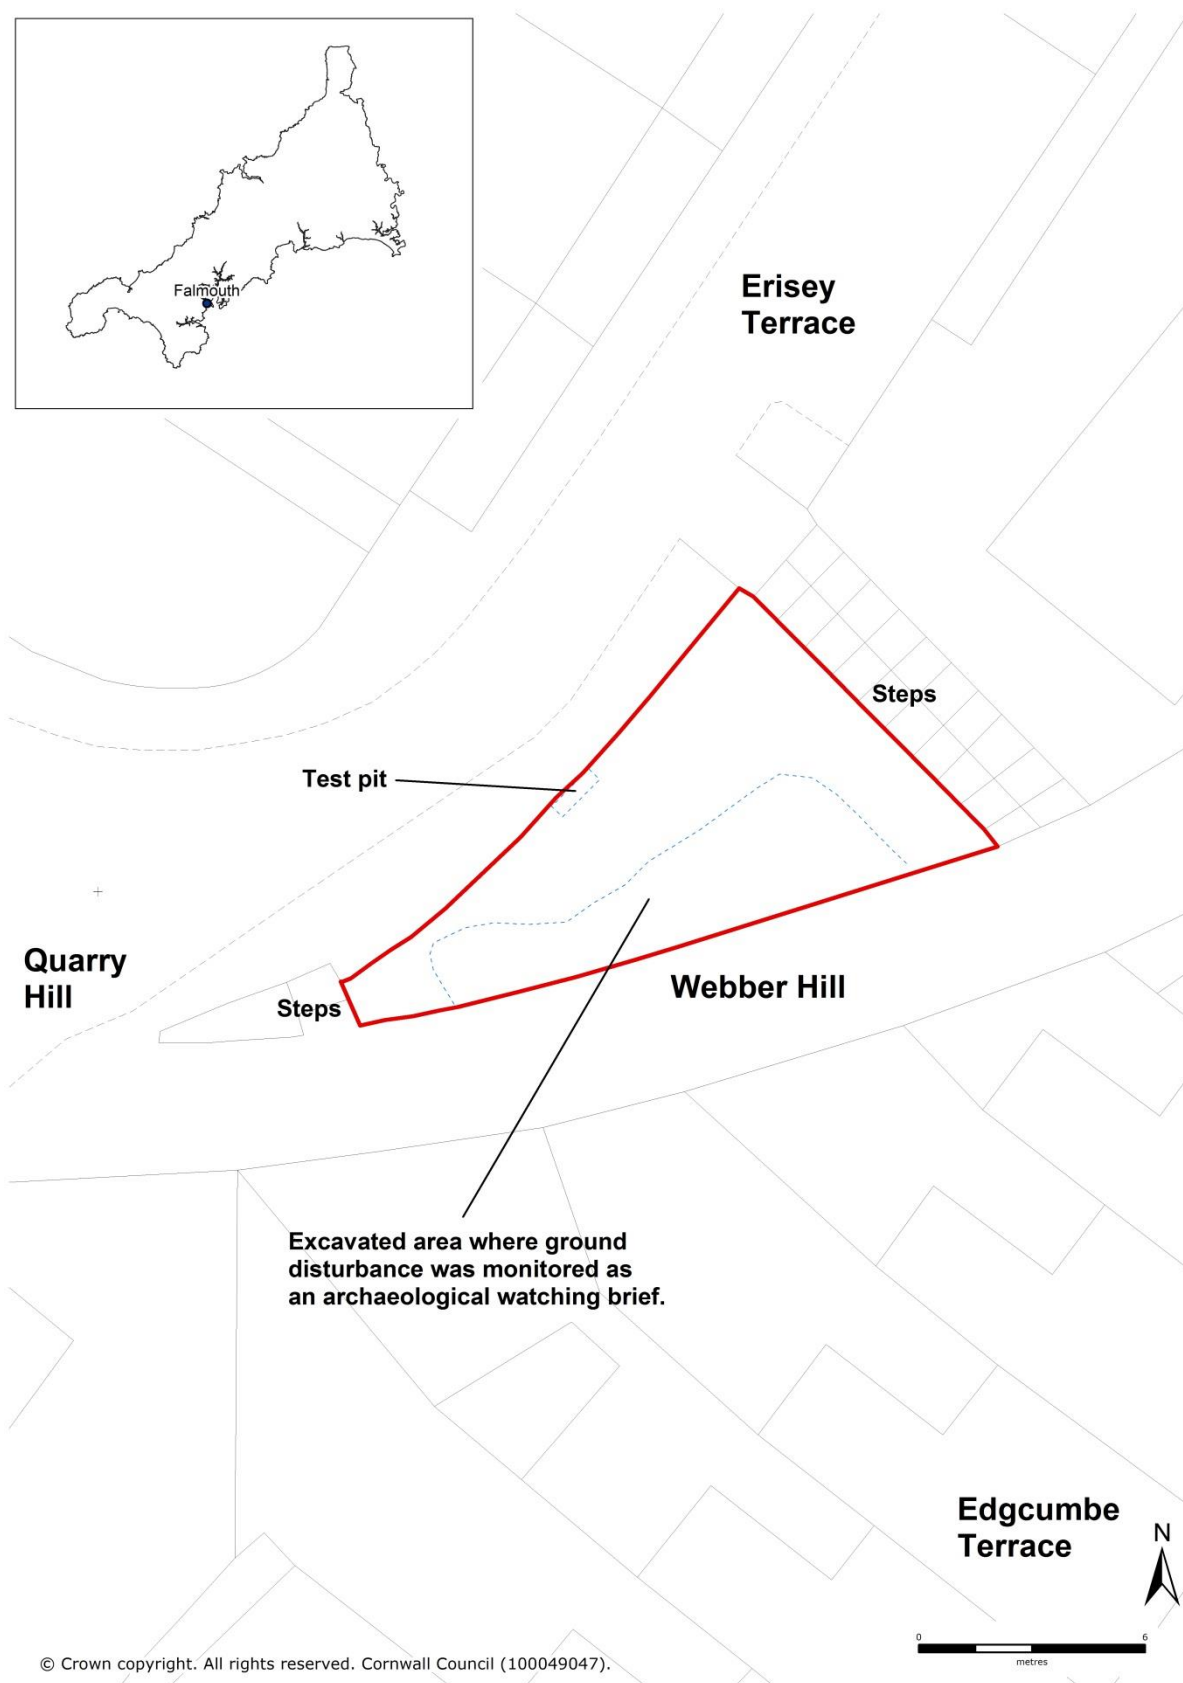 Falmouth
Erisey
Terrace
Steps
Test pit
Quarry
Hill
Steps
Webber Hill
Excavated area where ground
disturbance was monitored as
an archaeological watching brief.
Edgcumbe
Terrace
N
0 6
metres
© Crown copyright. All rights reserved. Cornwall Council (100049047).